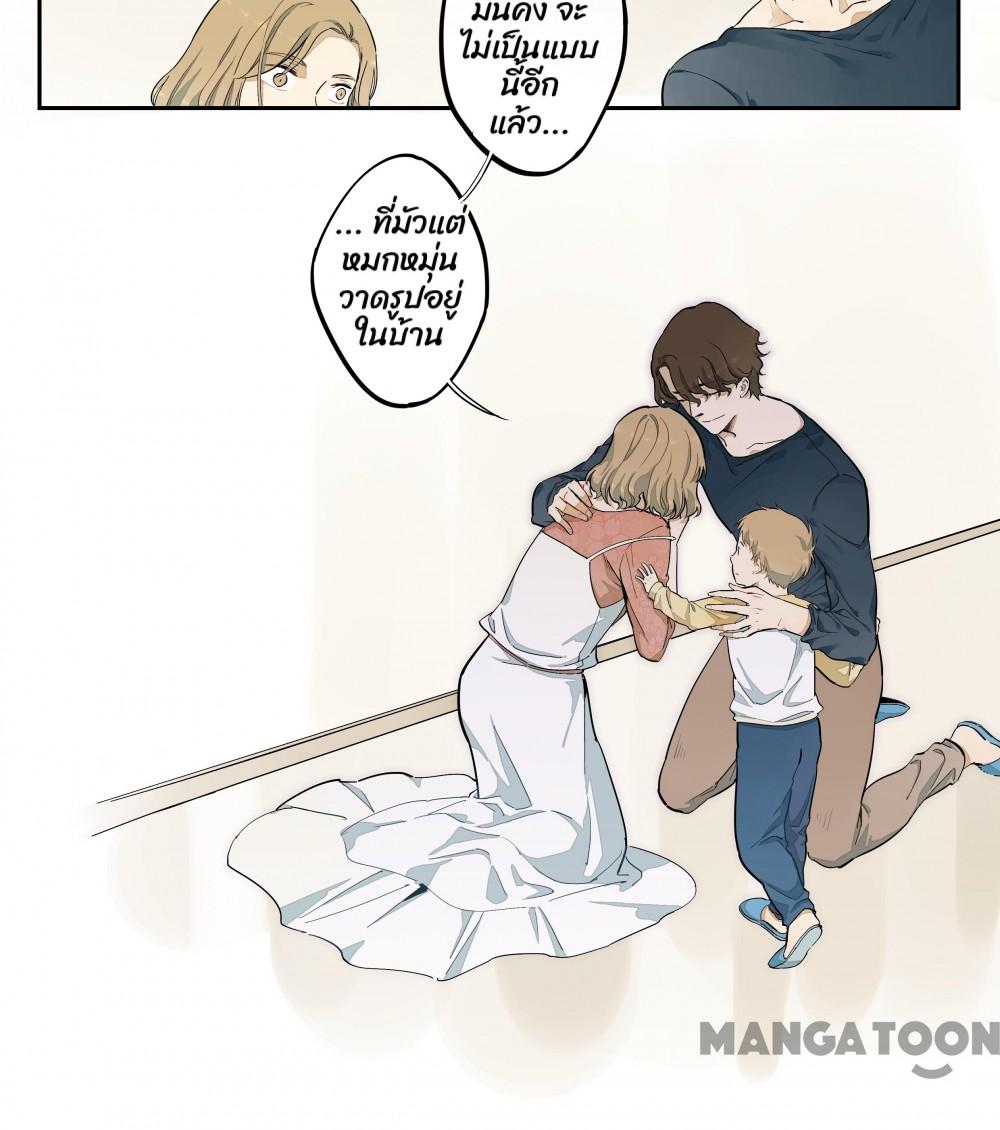 มั่นคง จะ
ไม่เป็นแบบ
นี้อีก
แล้ว...
... ที่มัวแต่
หมกหมุ่น
วาดรูปอยู่
ในบ้าน
MANGATOON